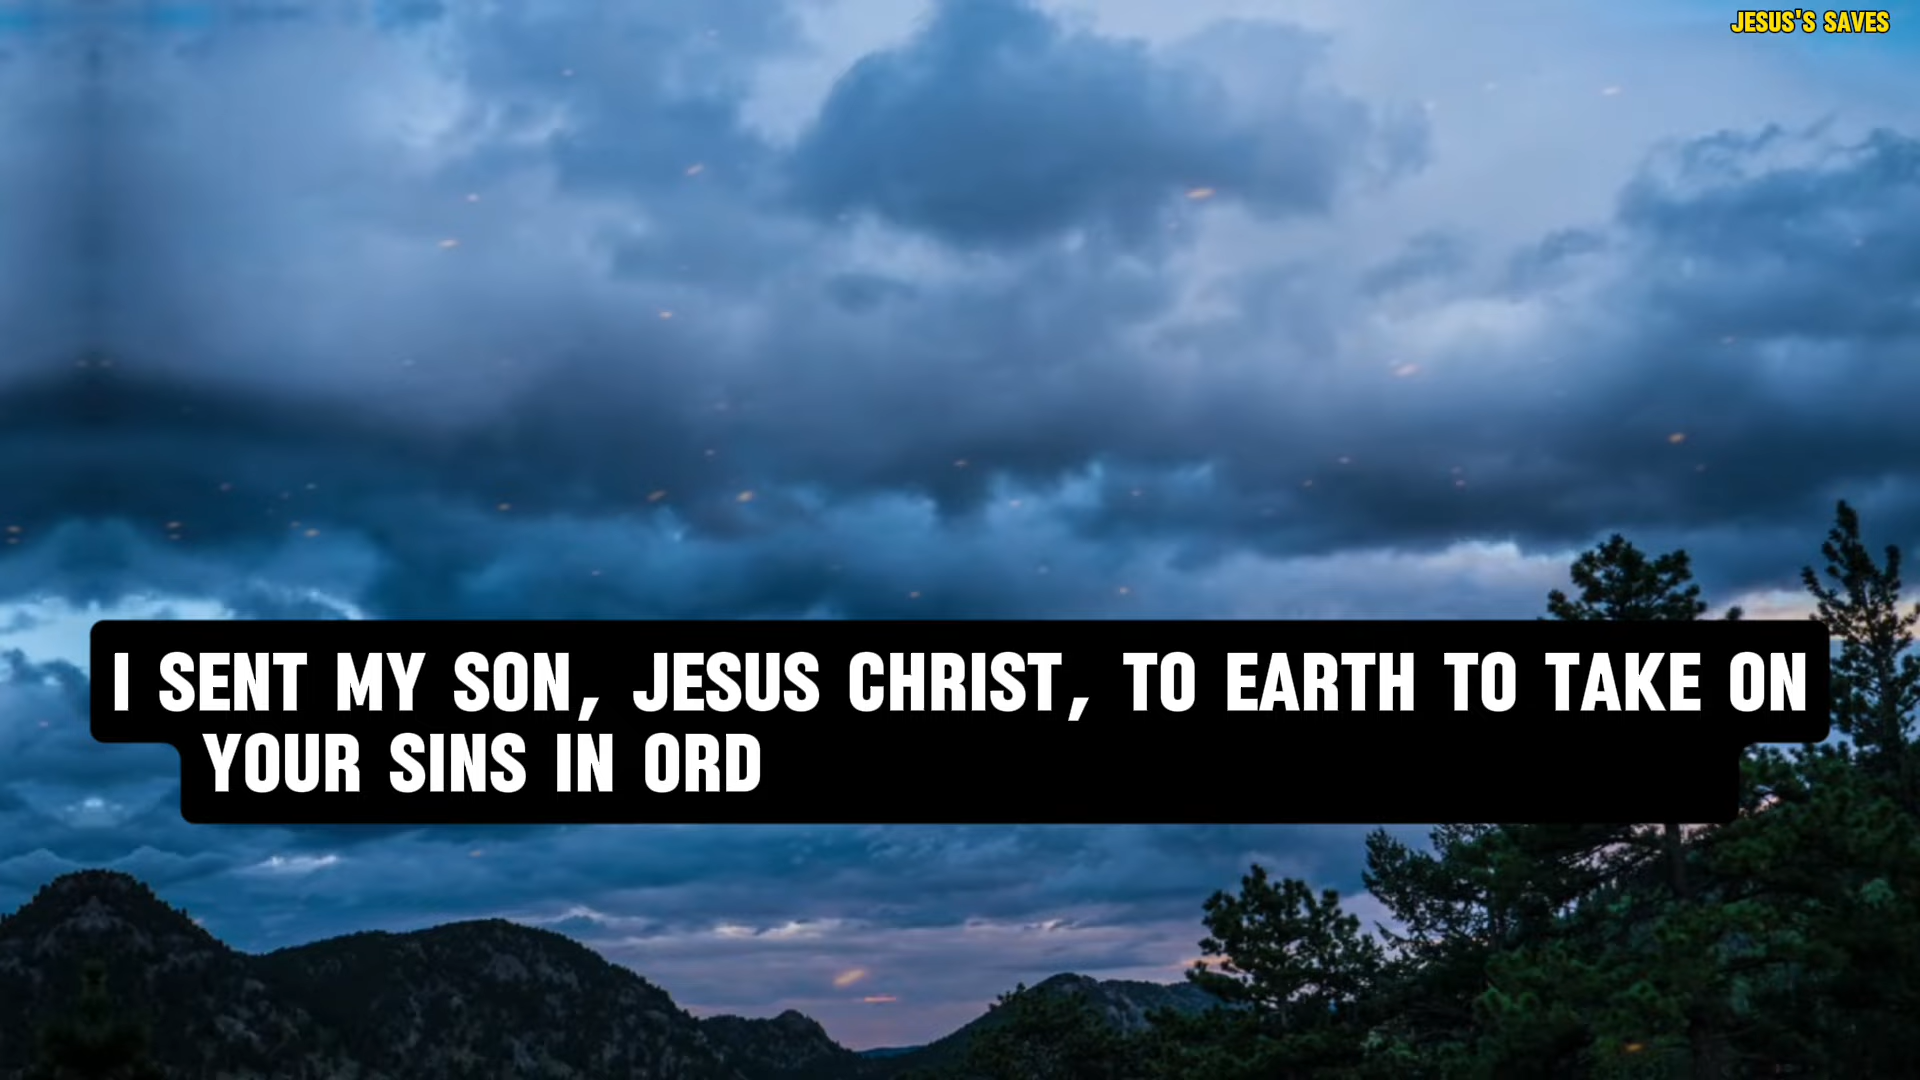 JESUS'S SAVES
I SENT MY SON, JESUS CHRIST, TO EARTH TO TAKE ON
YOUR SINS IN ORD